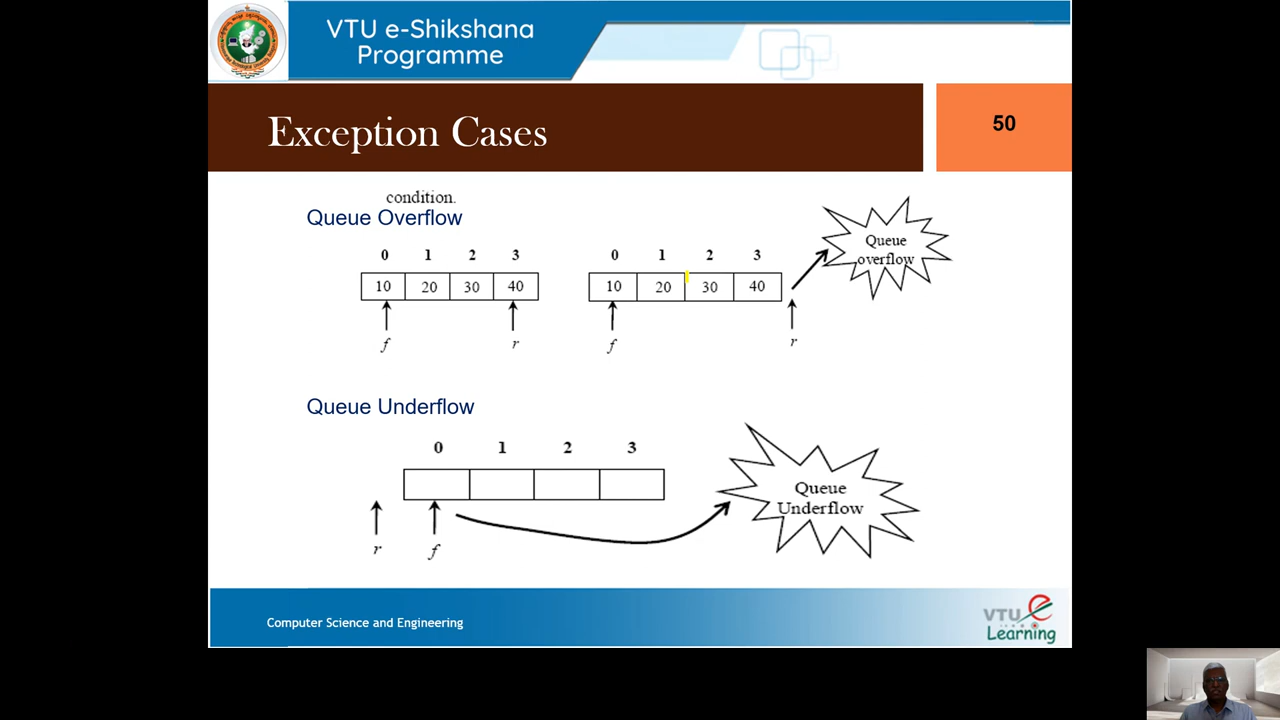 VTU e-Shikshana
Programme
Exception Cases
50
condition.
Queue Overflow
0 1 2 3
10 20 30 40
f r
0 1 2 3
10 20 30 40
f r
Queue
overflow
Queue Underflow
0 1 2 3
r f
Queue
Underflow
Computer Science and Engineering
VTU e
Learning